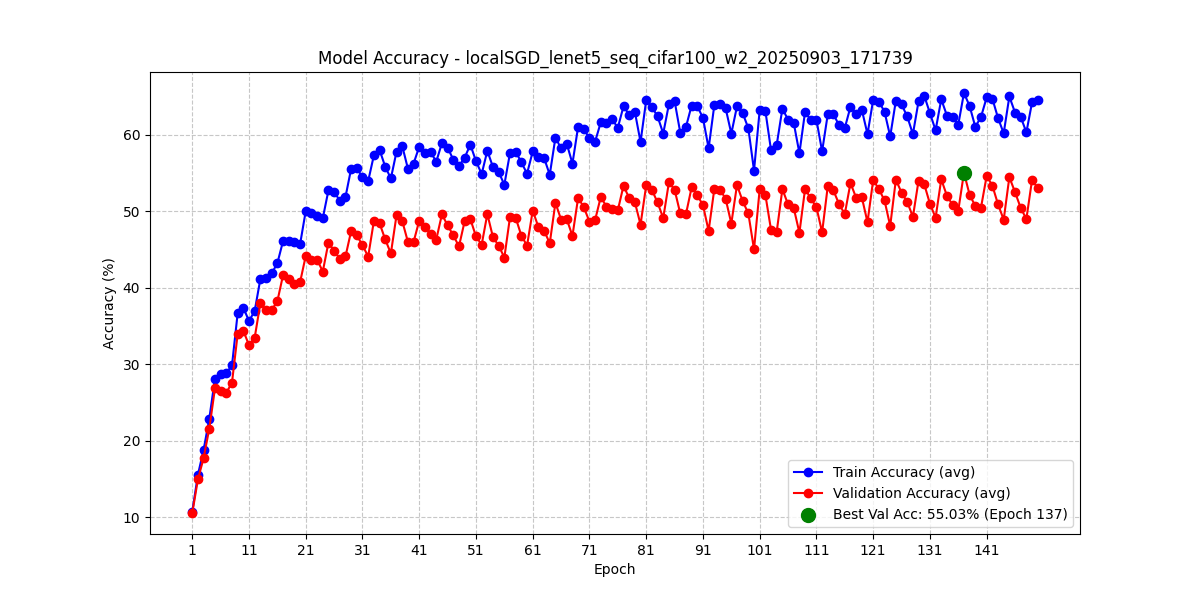 Model Accuracy - localSGD_lenet5_seq_cifar100_w2_20250903_171739
Accuracy (%)
60
50
40
30
20
10
Train Accuracy (avg)
Validation Accuracy (avg)
Best Val Acc: 55.03% (Epoch 137)
1 11 21 31 41 51 61 71 81 91 101 111 121 131 141
Epoch